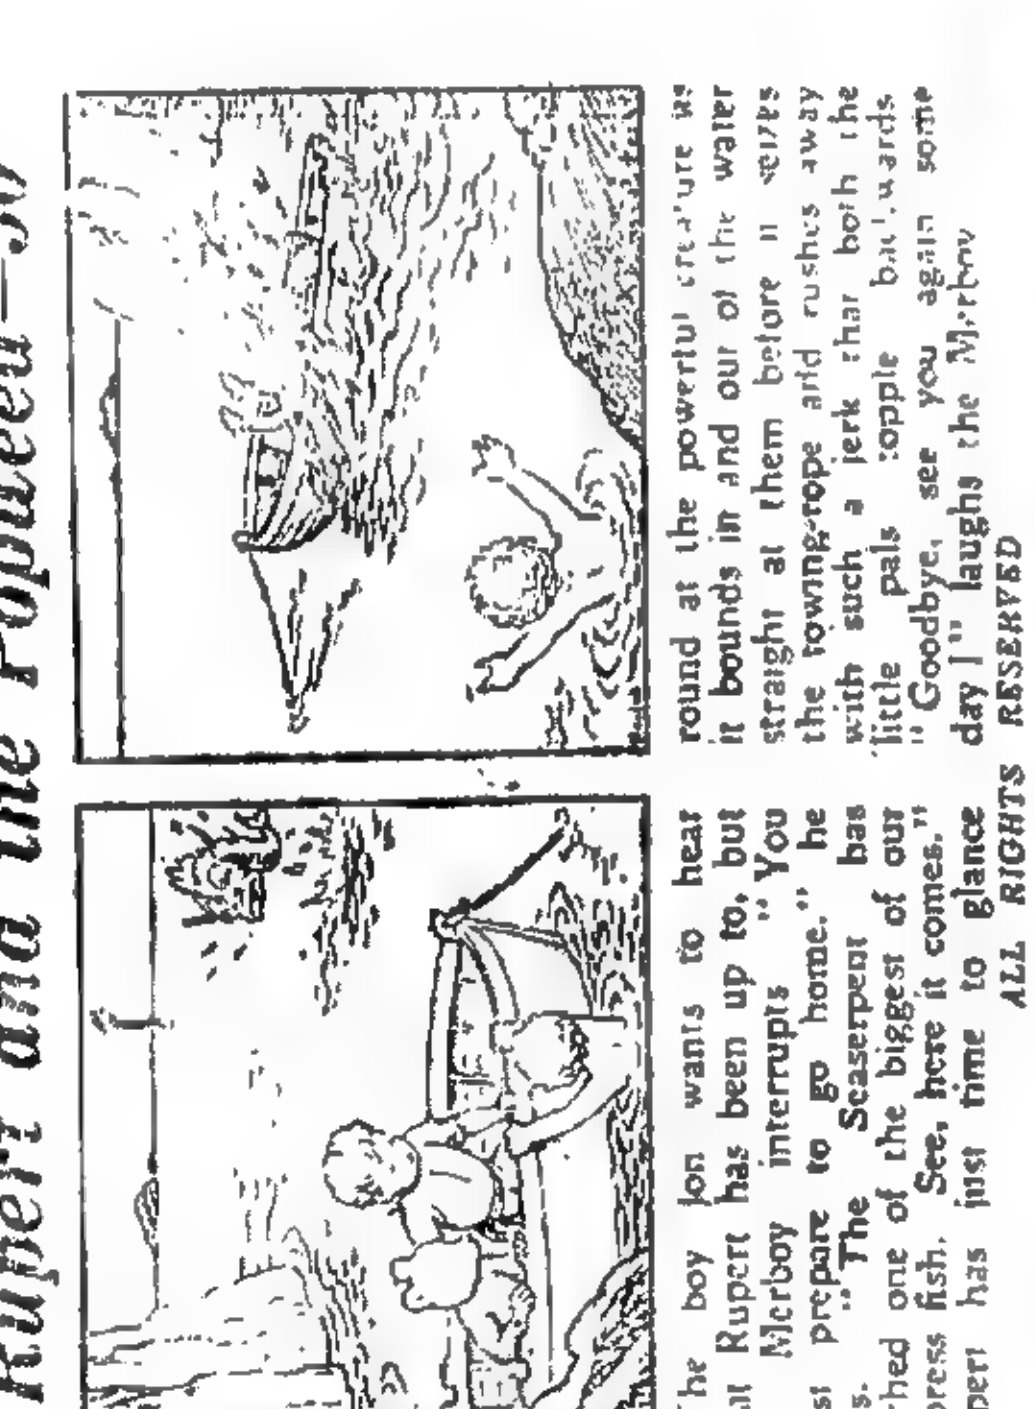 Rupert and the Popweed—30
The boy Jon wants to hear
Rupert has been up to, but
Merboy interrupts "You
prepare to go home." he
"The Seaserpent has
one of the biggest of our
fish. See, here it comes."
has just time to glance
round at the powerful creature as
it bounds in and out of the water
straight at them before it seizes
the towing-rope and rushes away
with such a jerk that both the
little pals topple backwards
"Goodbye, see you again some
day !" laughs the Merboy
ALL RIGHTS RESERVED